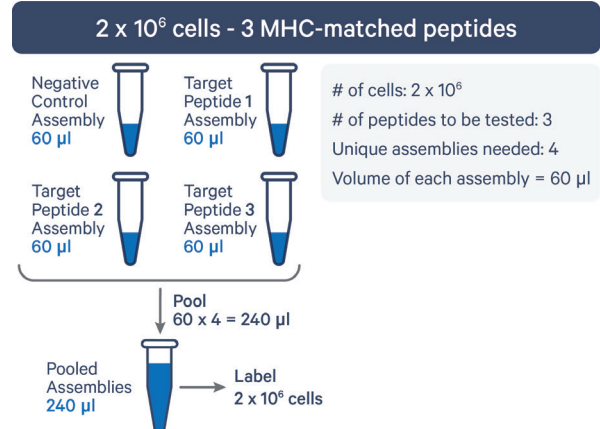 2 x 10⁶ cells - 3 MHC-matched peptides
Negative
Control
Assembly
60 µl
Target
Peptide 1
Assembly
60 µl
# of cells: 2 x 10⁶
# of peptides to be tested: 3
Unique assemblies needed: 4
Volume of each assembly = 60 µl
Target
Peptide 2
Assembly
60 µl
Target
Peptide 3
Assembly
60 µl
Pool
60 x 4 = 240 µl
Pooled
Assemblies
240 µl
Label
2 x 10⁶ cells